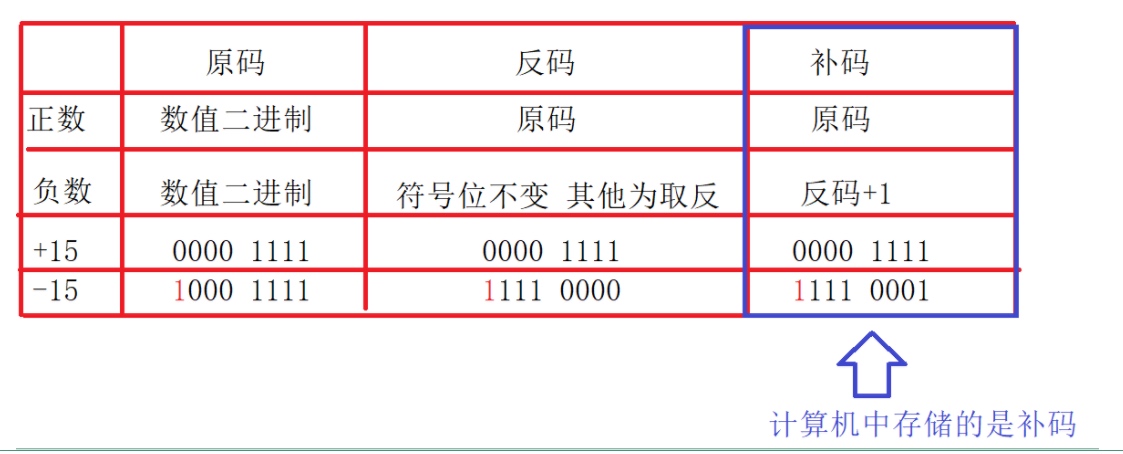 原码 反码 补码
正数 数值二进制 原码 原码
负数 数值二进制 符号位不变 其他为取反 反码+1
+15 0000 1111 0000 1111 0000 1111
-15 1000 1111 1111 0000 1111 0001
计算机中存储的是补码